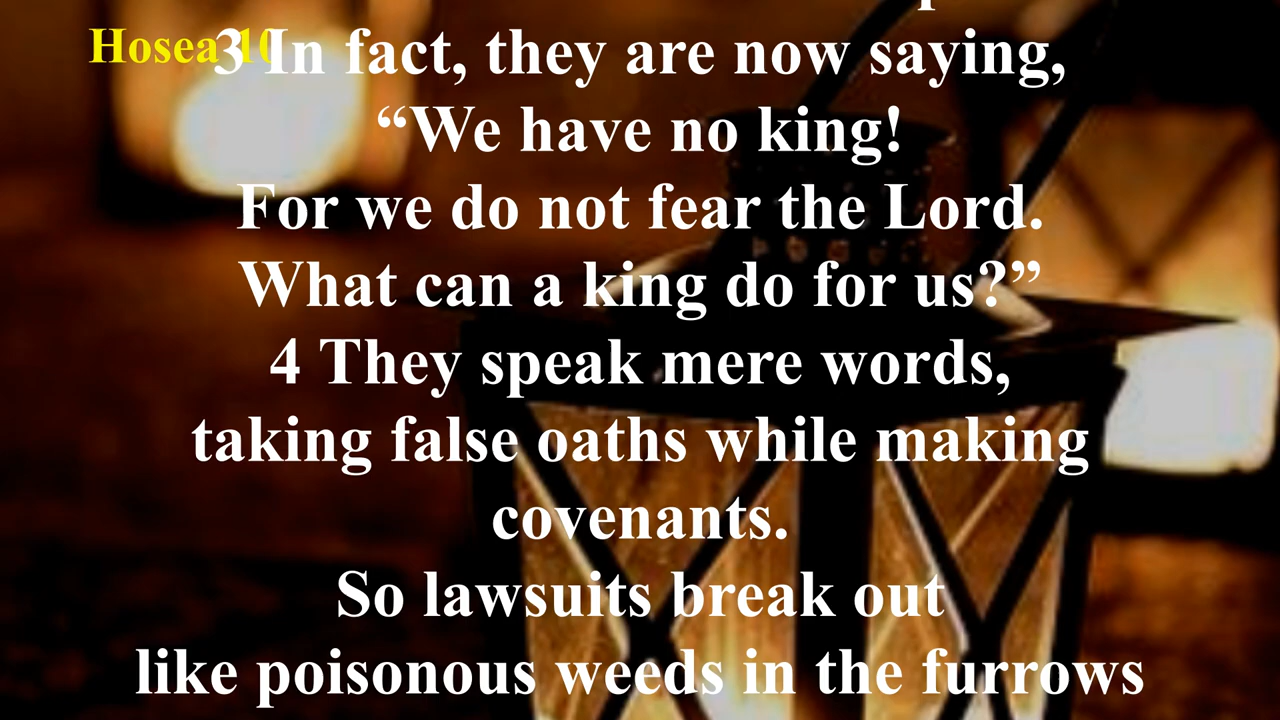 Hosea 10
3 In fact, they are now saying,
“We have no king!
For we do not fear the Lord.
What can a king do for us?”
4 They speak mere words,
taking false oaths while making
covenants.
So lawsuits break out
like poisonous weeds in the furrows